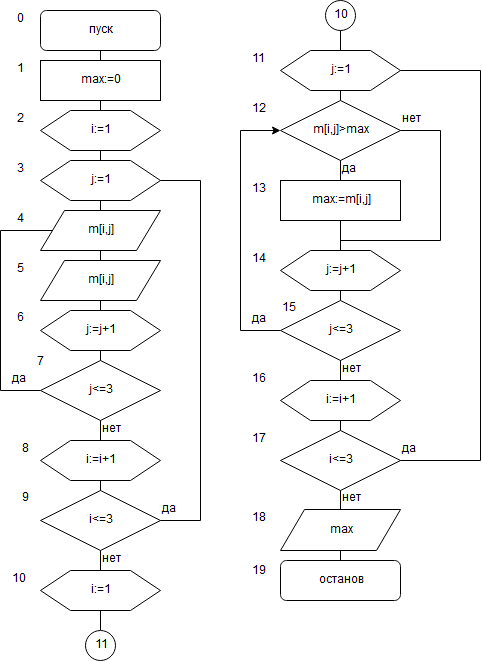 0
пуск
1
max:=0
2
i:=1
3
j:=1
4
m[i,j]
5
m[i,j]
6
j:=j+1
7
да
j<=3
нет
8
i:=i+1
9
да
i<=3
нет
10
i:=1
11
10
11
j:=1
12
нет
m[i,j]>max
да
13
max:=m[i,j]
14
j:=j+1
15
да
j<=3
нет
16
i:=i+1
17
да
i<=3
нет
18
max
19
останов